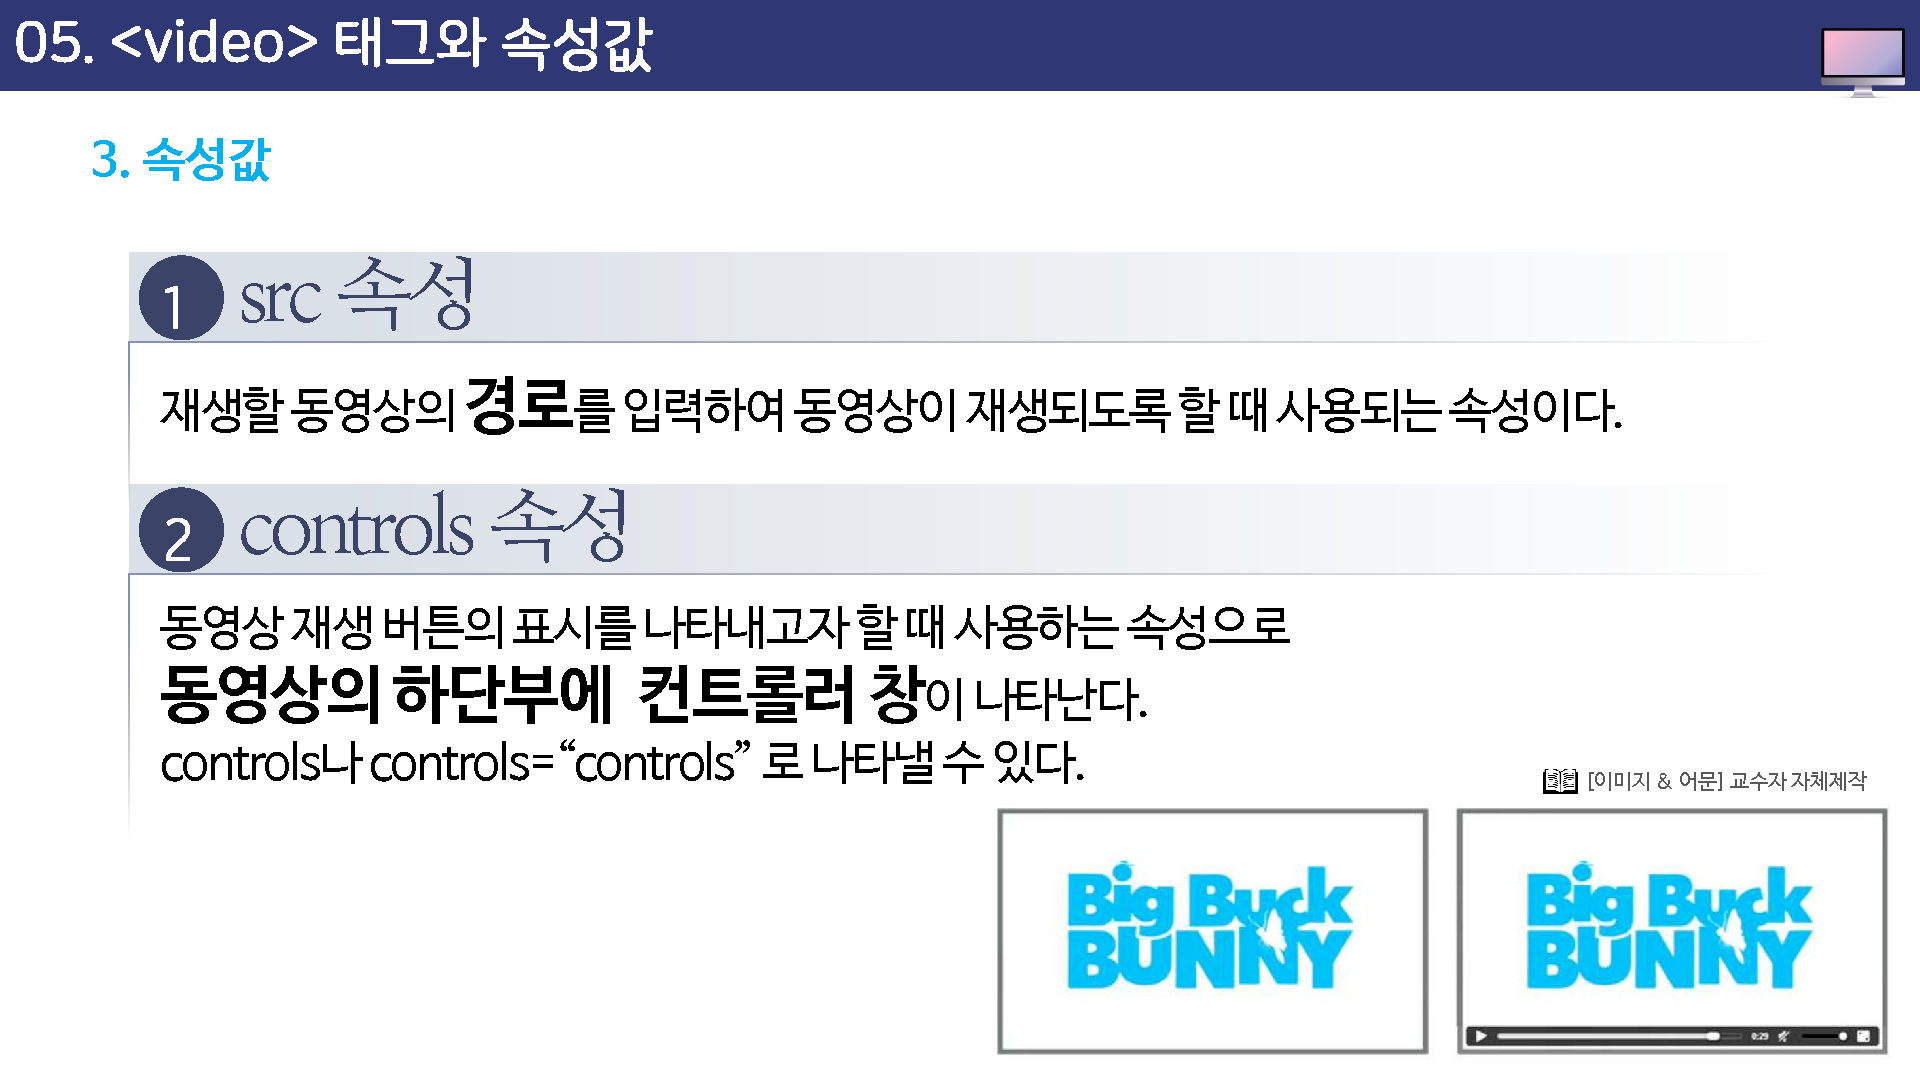 05. <video> 태그와 속성값
3. 속성값
1 src 속성
재생할 동영상의 경로를 입력하여 동영상이 재생되도록 할 때 사용되는 속성이다.
2 controls 속성
동영상 재생 버튼의 표시를 나타내고자 할 때 사용하는 속성으로
동영상의 하단부에 컨트롤러 창이 나타난다.
controls나 controls=“controls” 로 나타낼 수 있다.
[이미지 & 어문] 교수자 자체제작
Big Buck
BUNNY
Big Buck
BUNNY
0:29